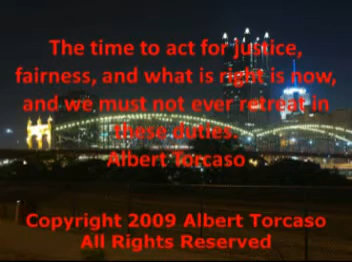 The time to act for justice,
fairness, and what is right is now,
and we must not ever retreat in
these duties.
Albert Torcaso
Copyright 2009 Albert Torcaso
All Rights Reserved